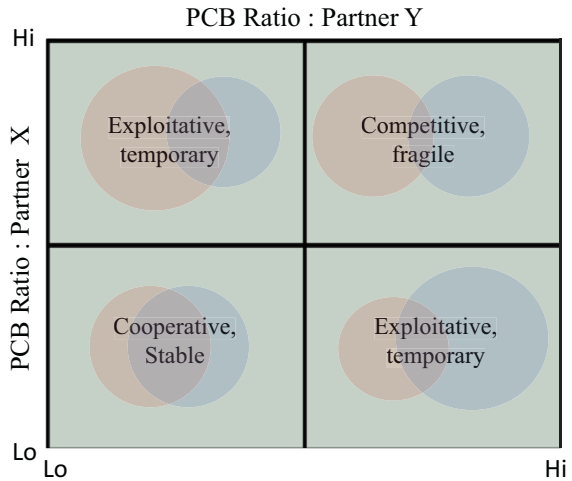 PCB Ratio : Partner Y
Hi
PCB Ratio : Partner X
Exploitative,
temporary
Competitive,
fragile
Cooperative,
Stable
Exploitative,
temporary
Lo
Lo
Hi